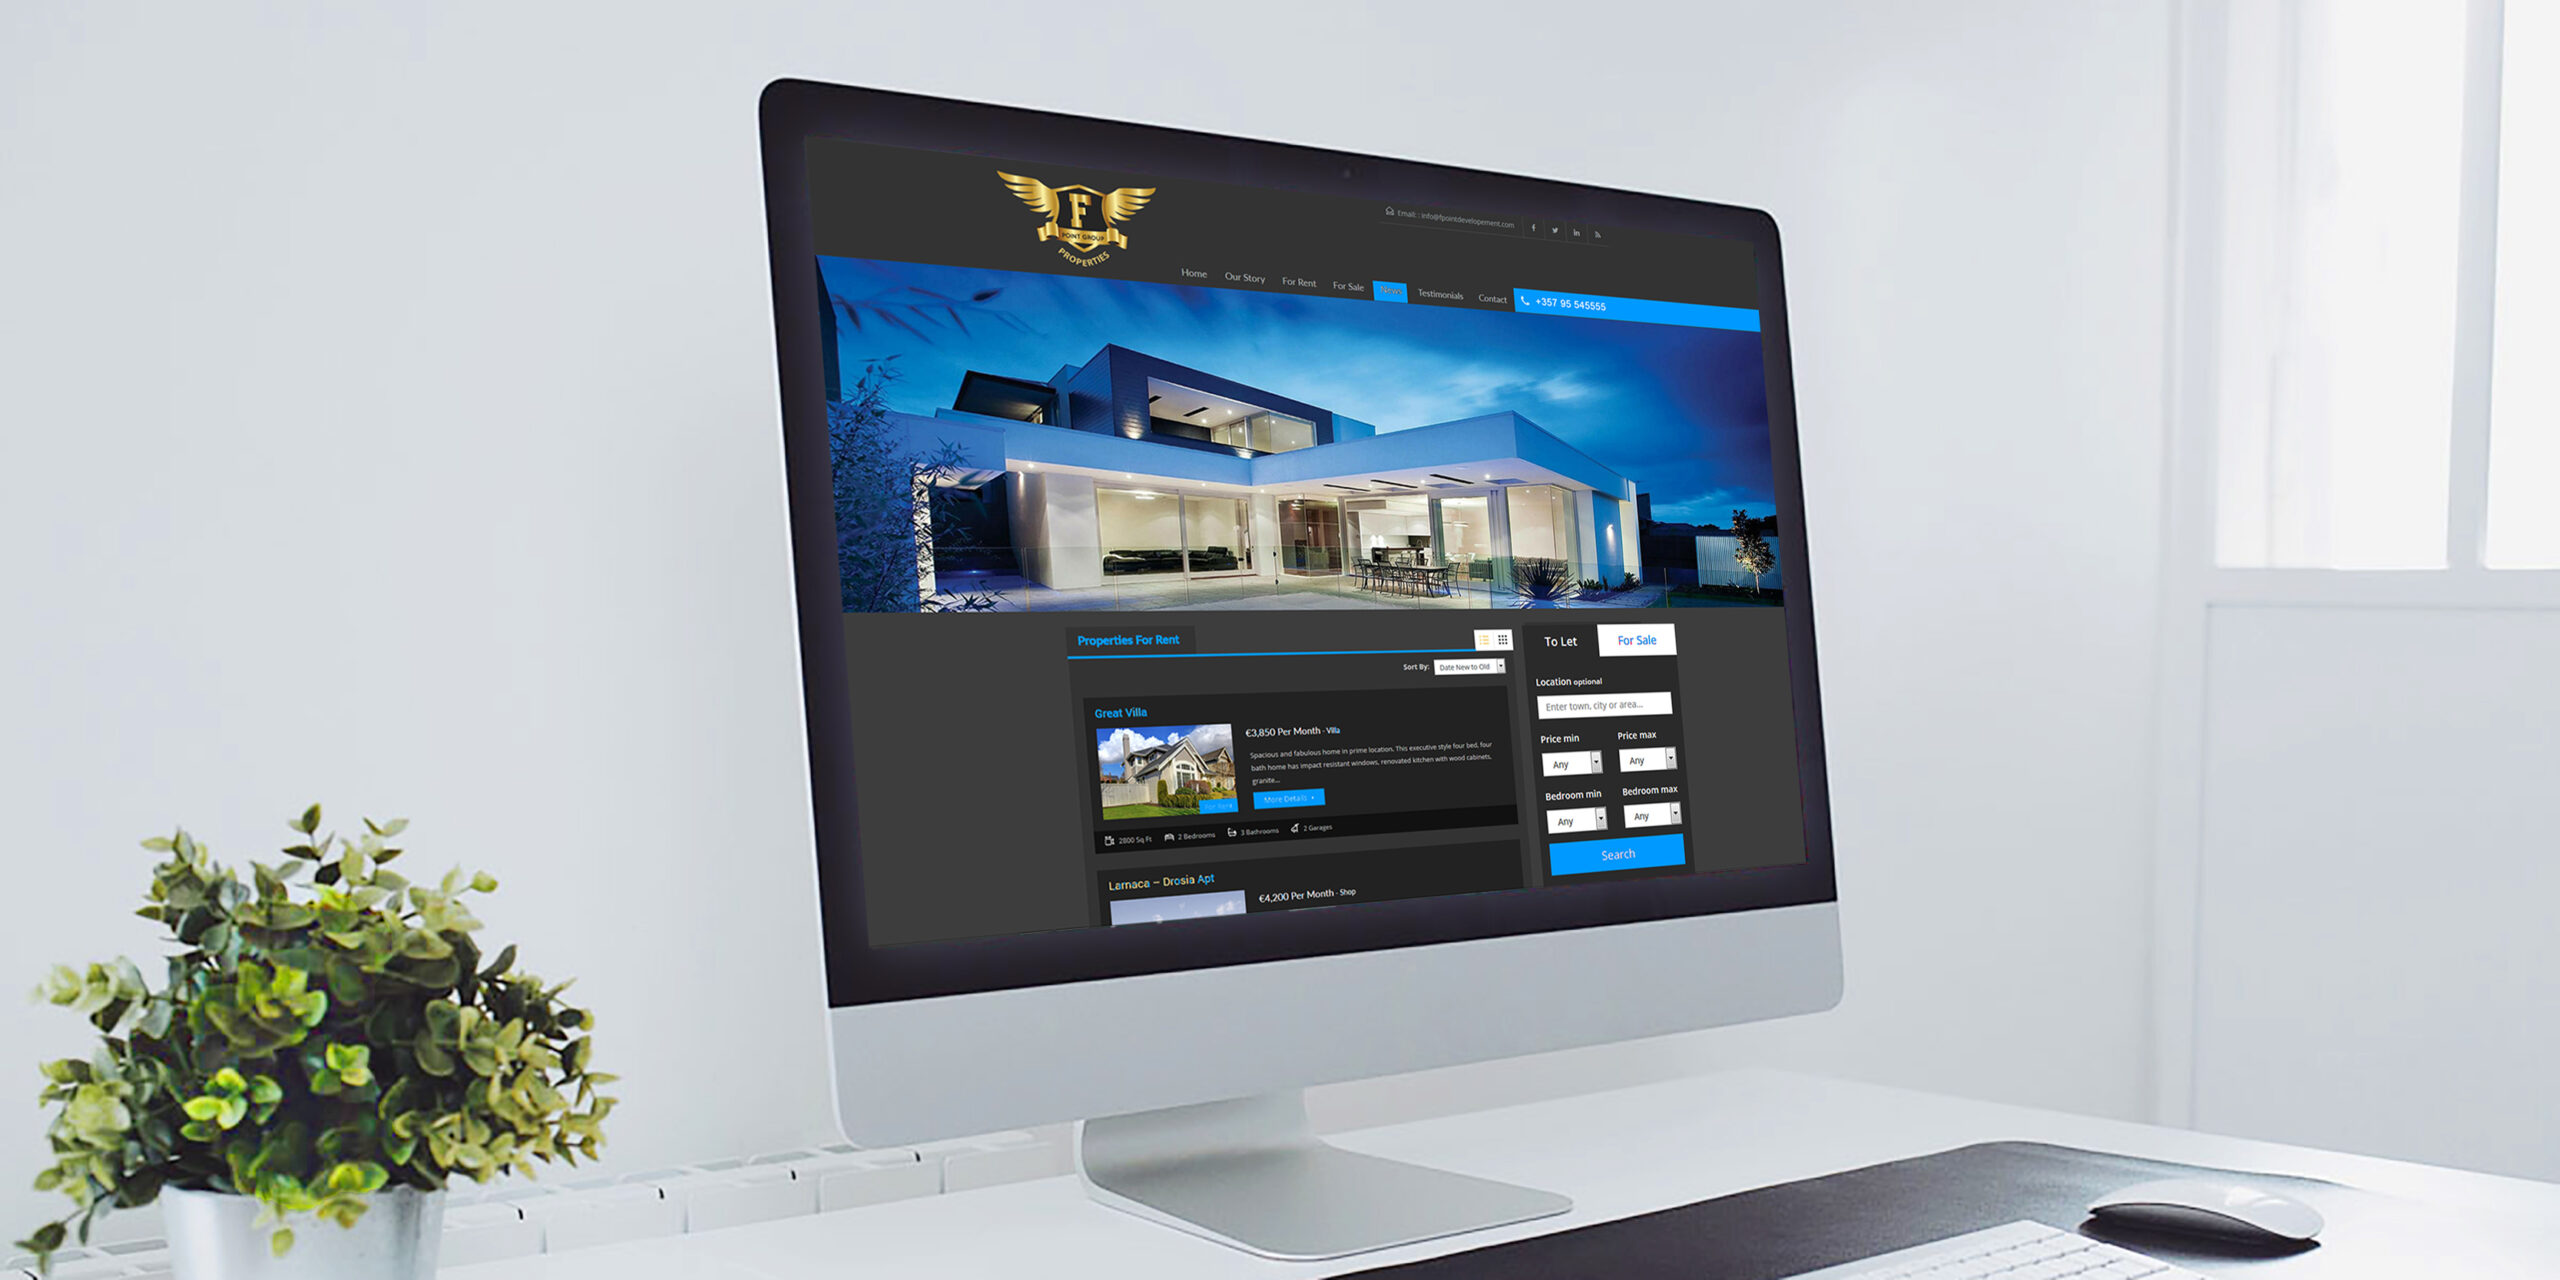 F
POINT GROUP
PROPERTIES
Email: : info@fpointdevelopement.com
Home Our Story For Rent For Sale News Testimonials Contact +357 95 545555
Properties For Rent
Sort By: Date New to Old
Great Villa
€3,850 Per Month - Villa
Spacious and fabulous home in prime location. This executive style four bed, four
bath home has impact resistant windows, renovated kitchen with wood cabinets,
granite...
For Rent
More Details
2800 Sq Ft 2 Bedrooms 3 Bathrooms 2 Garages
Larnaca – Drosia Apt
€4,200 Per Month - Shop
To Let For Sale
Location optional
Enter town, city or area...
Price min Price max
Any Any
Bedroom min Bedroom max
Any Any
Search